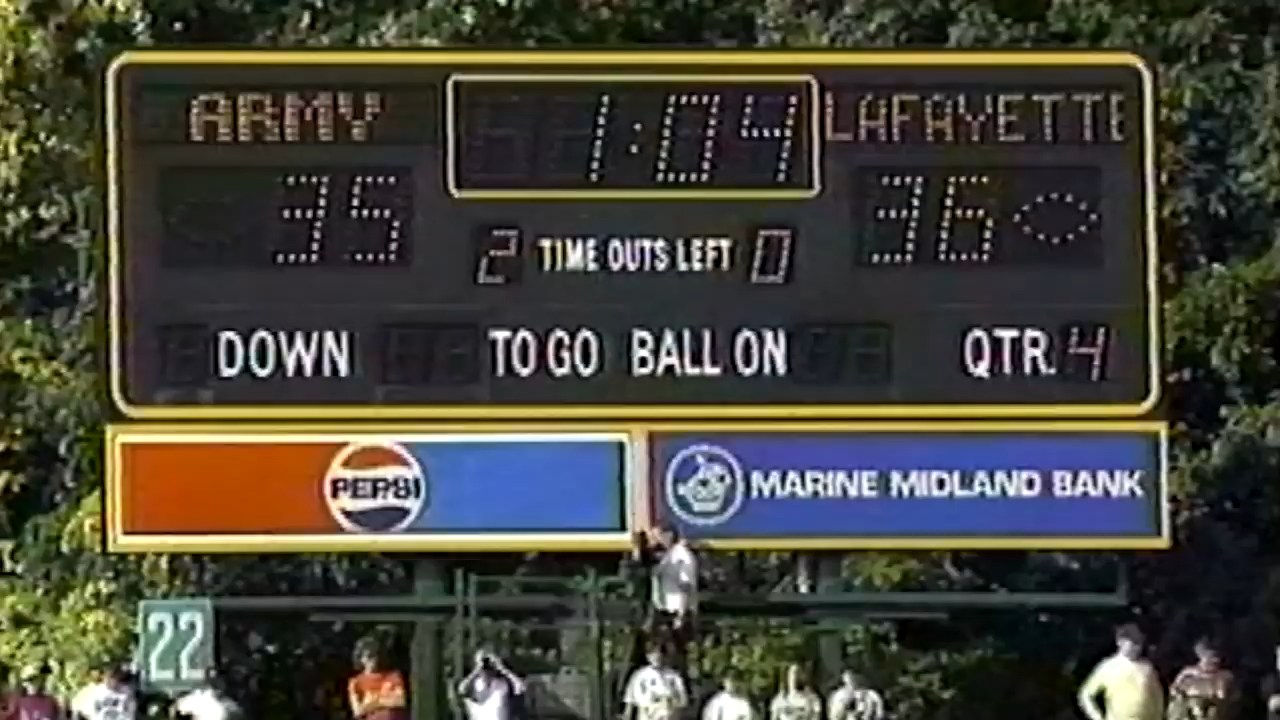 ARMY 1:04 LAFAYETTE
35 36
2 TIME OUTS LEFT 0
DOWN TO GO BALL ON QTR. 4
PEPSI MARINE MIDLAND BANK
22